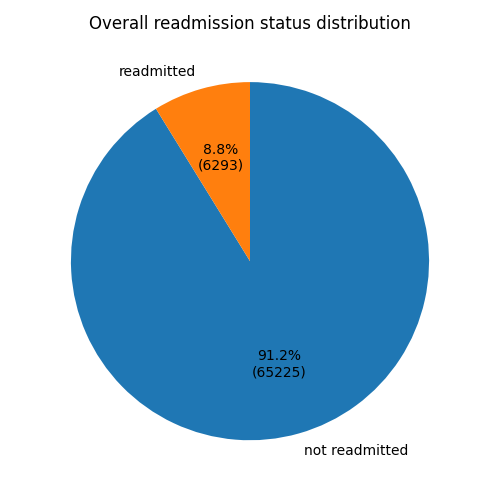 Overall readmission status distribution
readmitted
8.8%
(6293)
91.2%
(65225)
not readmitted